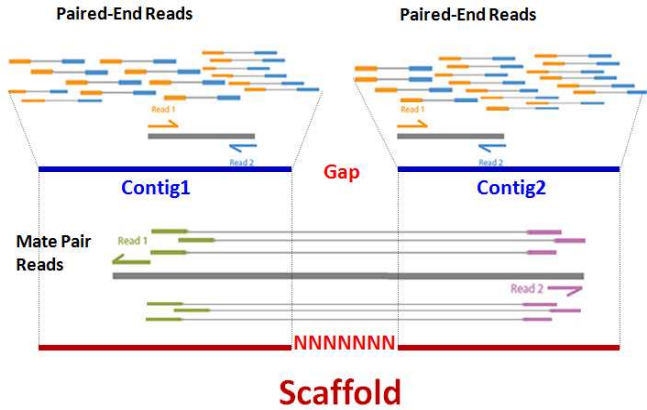 Paired-End Reads
Paired-End Reads
Read 1
Read 1
Read 2
Read 2
Gap
Contig1
Contig2
Mate Pair
Reads
Read 1
Read 2
NNNNNNN
Scaffold